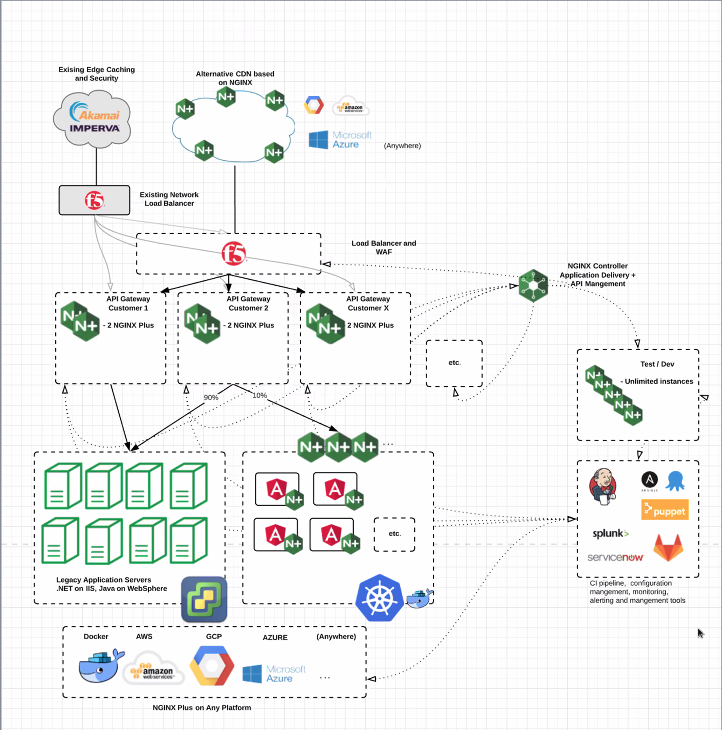 Exising Edge Caching
and Security
Akamai
IMPERVA
Alternative CDN based
on NGINX
N+
N+
N+
N+
N+
amazon
webservices
Microsoft
Azure
(Anywhere)
f5
Existing Network
Load Balancer
f5
Load Balancer and
WAF
NGINX Controller
Application Delivery +
API Mangement
API Gateway
Customer 1
N+
N+
- 2 NGINX Plus
API Gateway
Customer 2
N+
N+
- 2 NGINX Plus
API Gateway
Customer X
N+
N+
2 NGINX Plus
etc.
Test / Dev
- Unlimited instances
N+
N+
N+
N+
N+
90%
10%
N+
N+
N+
...
A
N+
A
N+
A
N+
A
N+
etc.
Legacy Application Servers
.NET on IIS, Java on WebSphere
A
ANSIBLE
puppet
splunk>
servicenow
CI pipeline, configuration
mangement, monitoring,
alerting and mangement tools
Docker
AWS
GCP
AZURE
(Anywhere)
amazon
webservices
Microsoft
Azure
...
NGINX Plus on Any Platform